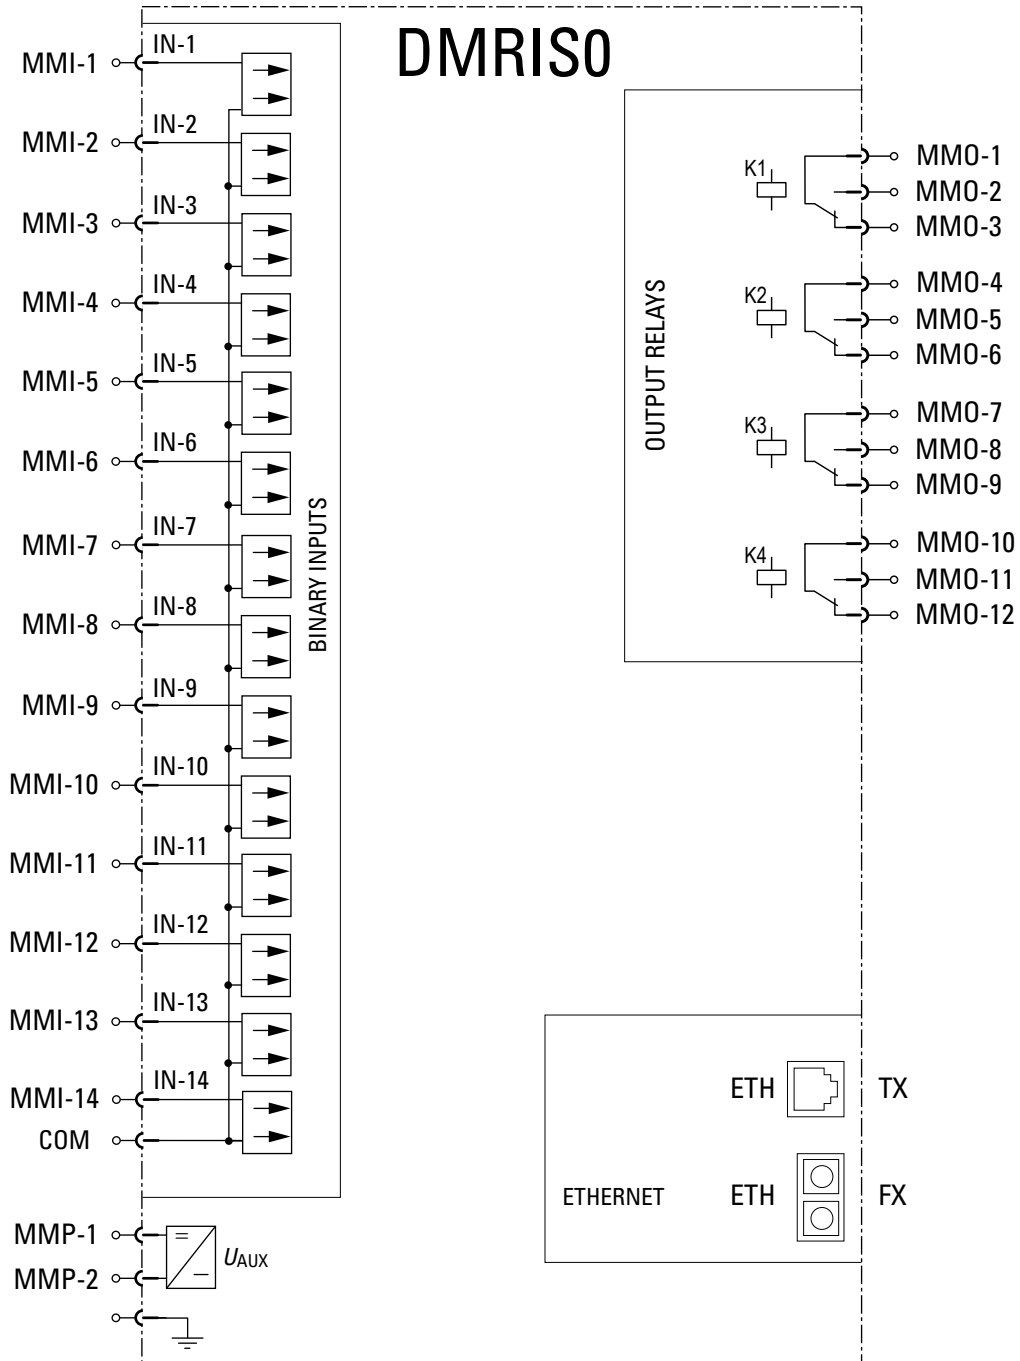 DMRIS0
MMI-1 IN-1
MMI-2 IN-2
MMI-3 IN-3
MMI-4 IN-4
MMI-5 IN-5
MMI-6 IN-6
MMI-7 IN-7
MMI-8 IN-8
MMI-9 IN-9
MMI-10 IN-10
MMI-11 IN-11
MMI-12 IN-12
MMI-13 IN-13
MMI-14 IN-14
COM
BINARY INPUTS
MMP-1
MMP-2
UAUX
OUTPUT RELAYS
K1
MMO-1
MMO-2
MMO-3
K2
MMO-4
MMO-5
MMO-6
K3
MMO-7
MMO-8
MMO-9
K4
MMO-10
MMO-11
MMO-12
ETH TX
ETHERNET ETH FX